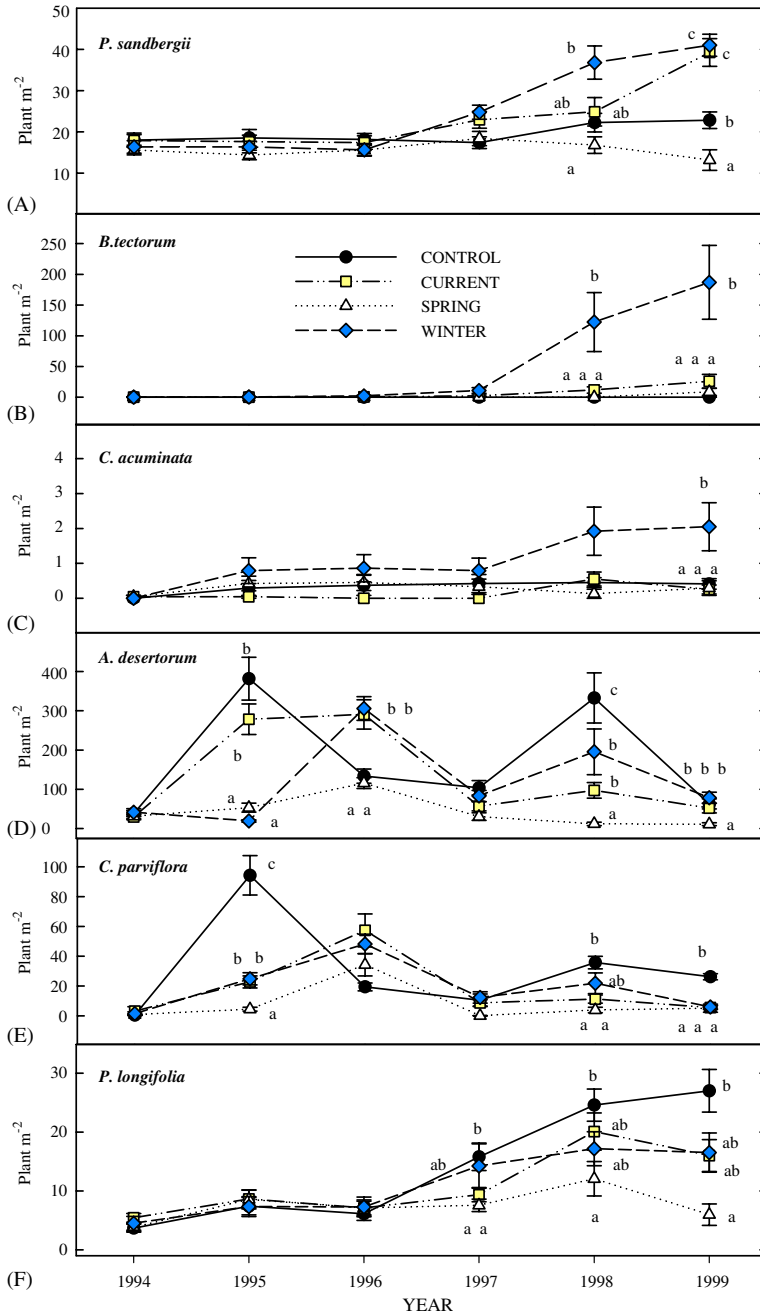 50
P. sandbergii
c
b
40
c
30
ab
ab
20
b
10
a
a
Plant m⁻²
(A)
B.tectorum
250
CONTROL
200
CURRENT
b
b
150
SPRING
100
WINTER
50
a a a
a a a
0
Plant m⁻²
(B)
4
C. acuminata
3
b
2
1
a a a
0
Plant m⁻²
(C)
A. desertorum
b
400
c
300
b b
200
b
b
100
b
b b b
a
a
a a
a
a
0
Plant m⁻²
(D)
C. parviflora
100
c
80
60
40
b b
b
b
20
ab
0
a
a a
a a a
Plant m⁻²
(E)
P. longifolia
30
b
b
20
b
ab
ab
ab
ab
ab
10
a a
a
a
0
Plant m⁻²
(F)
1994
1995
1996
1997
1998
1999
YEAR